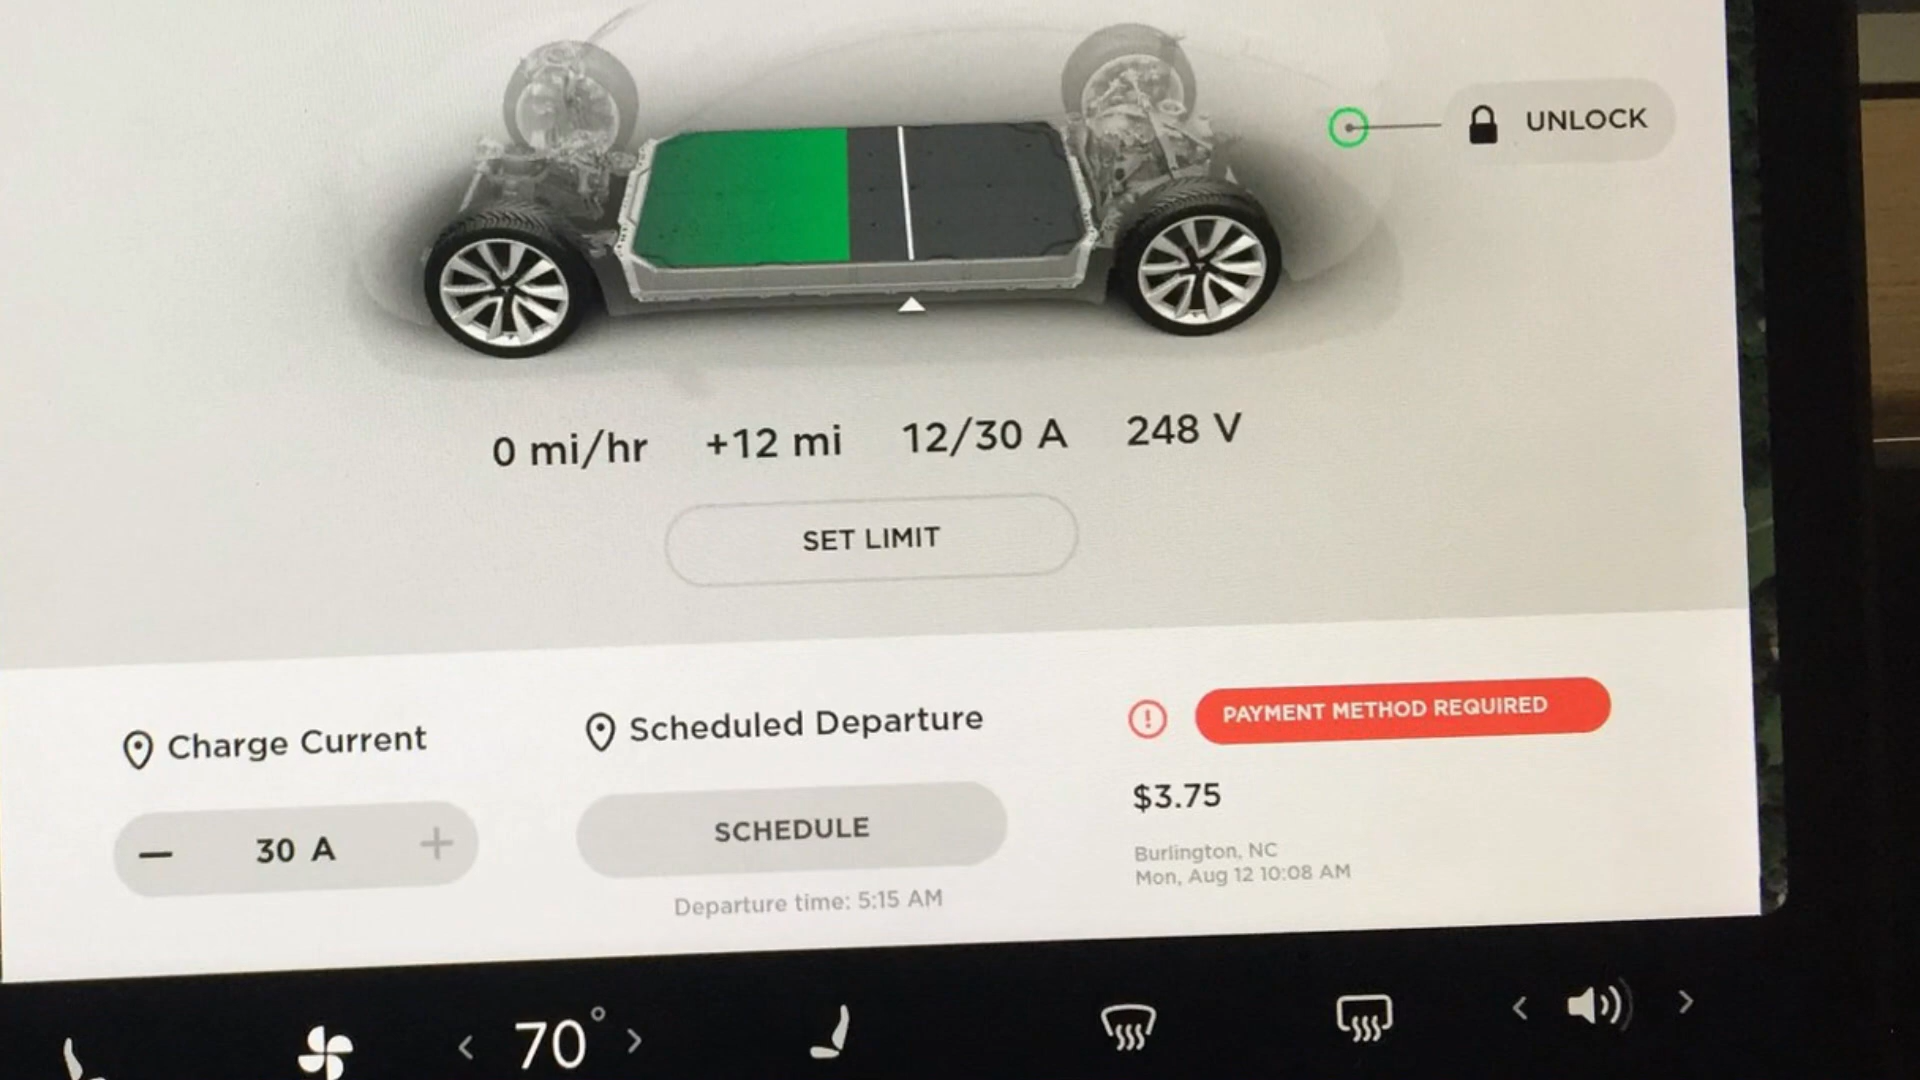 UNLOCK
0 mi/hr +12 mi 12/30 A 248 V
SET LIMIT
Charge Current
30 A
Scheduled Departure
SCHEDULE
Departure time: 5:15 AM
PAYMENT METHOD REQUIRED
$3.75
Burlington, NC
Mon, Aug 12 10:08 AM
70°